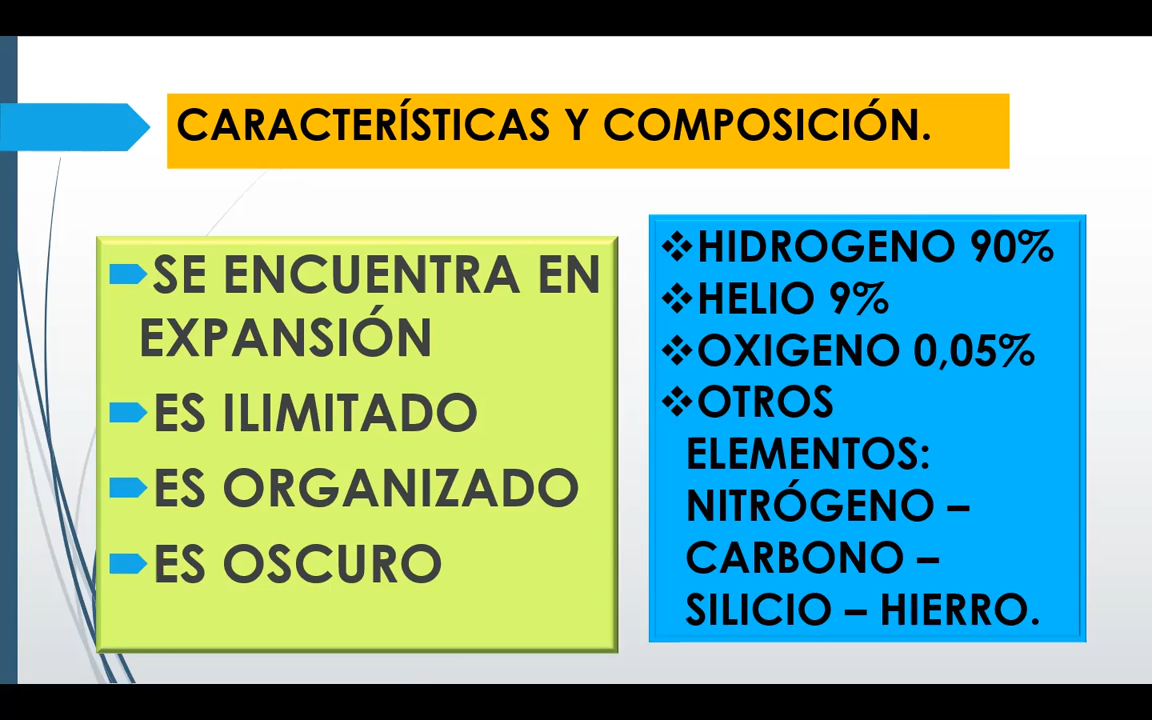 CARACTERÍSTICAS Y COMPOSICIÓN.
SE ENCUENTRA EN
EXPANSIÓN
ES ILIMITADO
ES ORGANIZADO
ES OSCURO
❖HIDROGENO 90%
❖HELIO 9%
❖OXIGENO 0,05%
❖OTROS
ELEMENTOS:
NITRÓGENO –
CARBONO –
SILICIO – HIERRO.